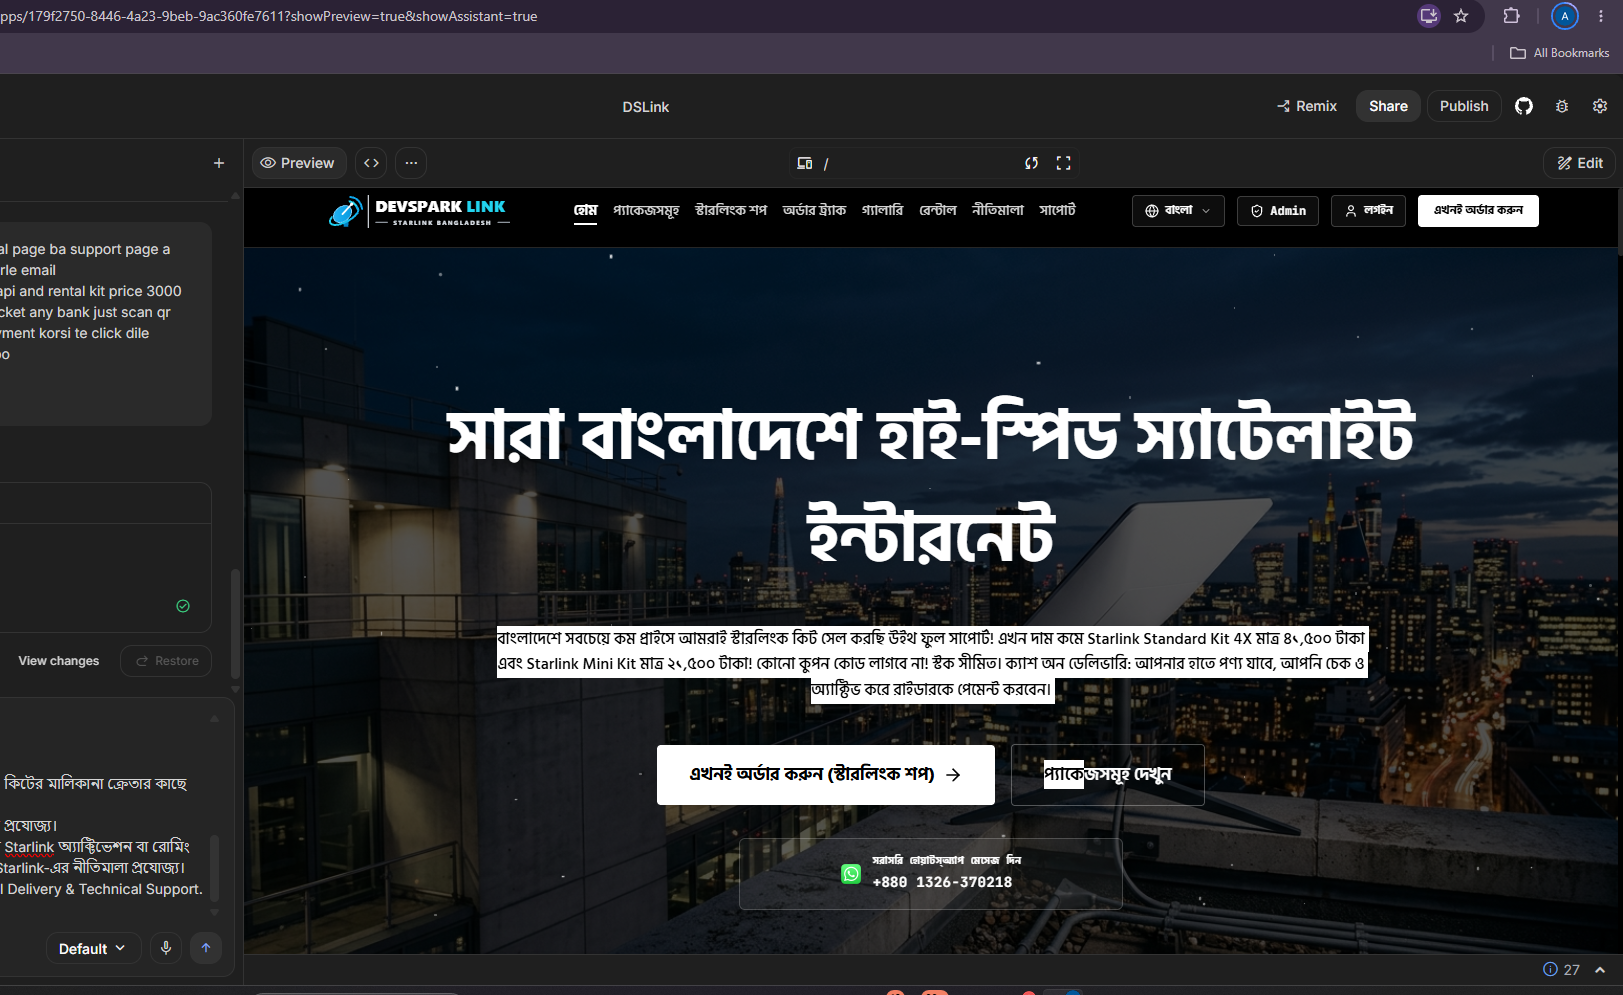 pps/179f2750-8446-4a23-9beb-9ac360fe7611?showPreview=true&showAssistant=true
A
All Bookmarks
DSLink
Remix
Share
Publish
Preview
/
Edit
al page ba support page a
rle email
api and rental kit price 3000
cket any bank just scan qr
yment korsi te click dile
oo
View changes
Restore
কিটের মালিকানা ক্রেতার কাছে
প্রযোজ্য।
Starlink অ্যাক্টিভেশন বা রোমিং
Starlink-এর নীতিমালা প্রযোজ্য।
l Delivery & Technical Support.
Default
DEVSPARK LINK
STARLINK BANGLADESH
হোম
প্যাকেজসমূহ
স্টারলিংক শপ
অর্ডার ট্র্যাক
গ্যালারি
রেন্টাল
নীতিমালা
সাপোর্ট
বাংলা
Admin
লগইন
এখনই অর্ডার করুন
সারা বাংলাদেশে হাই-স্পিড স্যাটেলাইট
ইন্টারনেট
বাংলাদেশে সবচেয়ে কম প্রাইসে আমরাই স্টারলিংক কিট সেল করছি উইথ ফুল সাপোর্ট! এখন দাম কমে Starlink Standard Kit 4X মাত্র ৪১,৫০০ টাকা
এবং Starlink Mini Kit মাত্র ২১,৫০০ টাকা! কোনো কুপন কোড লাগবে না! স্টক সীমিত। ক্যাশ অন ডেলিভারি: আপনার হাতে পণ্য যাবে, আপনি চেক ও
অ্যাক্টিভ করে রাইডারকে পেমেন্ট করবেন।
এখনই অর্ডার করুন (স্টারলিংক শপ)
প্যাকেজসমূহ দেখুন
সরাসরি হোয়াটসঅ্যাপ মেসেজ দিন
+880 1326-370218
27